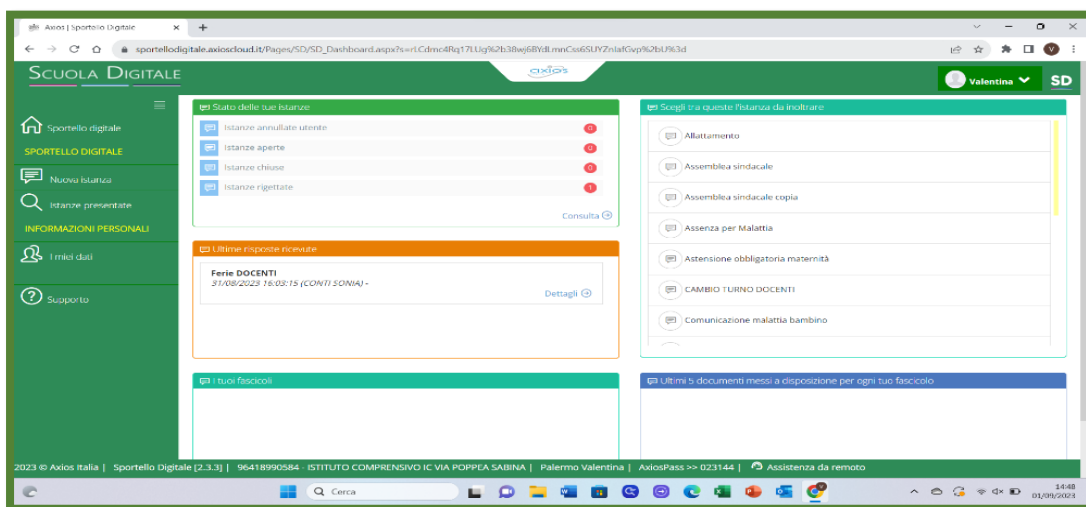 Axios | Sportello Digitale
sportellodigitale.axioscloud.it/Pages/SD/SD_Dashboard.aspx?s=rLCdmc4Rq17LUg%2b38wj6BYdLmnCss6SUYZnIafGvp%2bU%3d
V
SCUOLA DIGITALE
axios
Valentina
SD
Sportello digitale
SPORTELLO DIGITALE
Nuova istanza
Istanze presentate
INFORMAZIONI PERSONALI
I miei dati
Supporto
Stato delle tue istanze
Istanze annullate utente 0
Istanze aperte 0
Istanze chiuse 0
Istanze rigettate 1
Consulta
Ultime risposte ricevute
Ferie DOCENTI
31/08/2023 16:03:15 (CONTI SONIA) -
Dettagli
I tuoi fascicoli
Scegli tra queste l'istanza da inoltrare
Allattamento
Assemblea sindacale
Assemblea sindacale copia
Assenza per Malattia
Astensione obbligatoria maternità
CAMBIO TURNO DOCENTI
Comunicazione malattia bambino
Ultimi 5 documenti messi a disposizione per ogni tuo fascicolo
2023 © Axios Italia | Sportello Digitale [2.3.3] | 96418990584 - ISTITUTO COMPRENSIVO IC VIA POPPEA SABINA | Palermo Valentina | AxiosPass >> 023144 | Assistenza da remoto
Cerca
14:48
01/09/2023